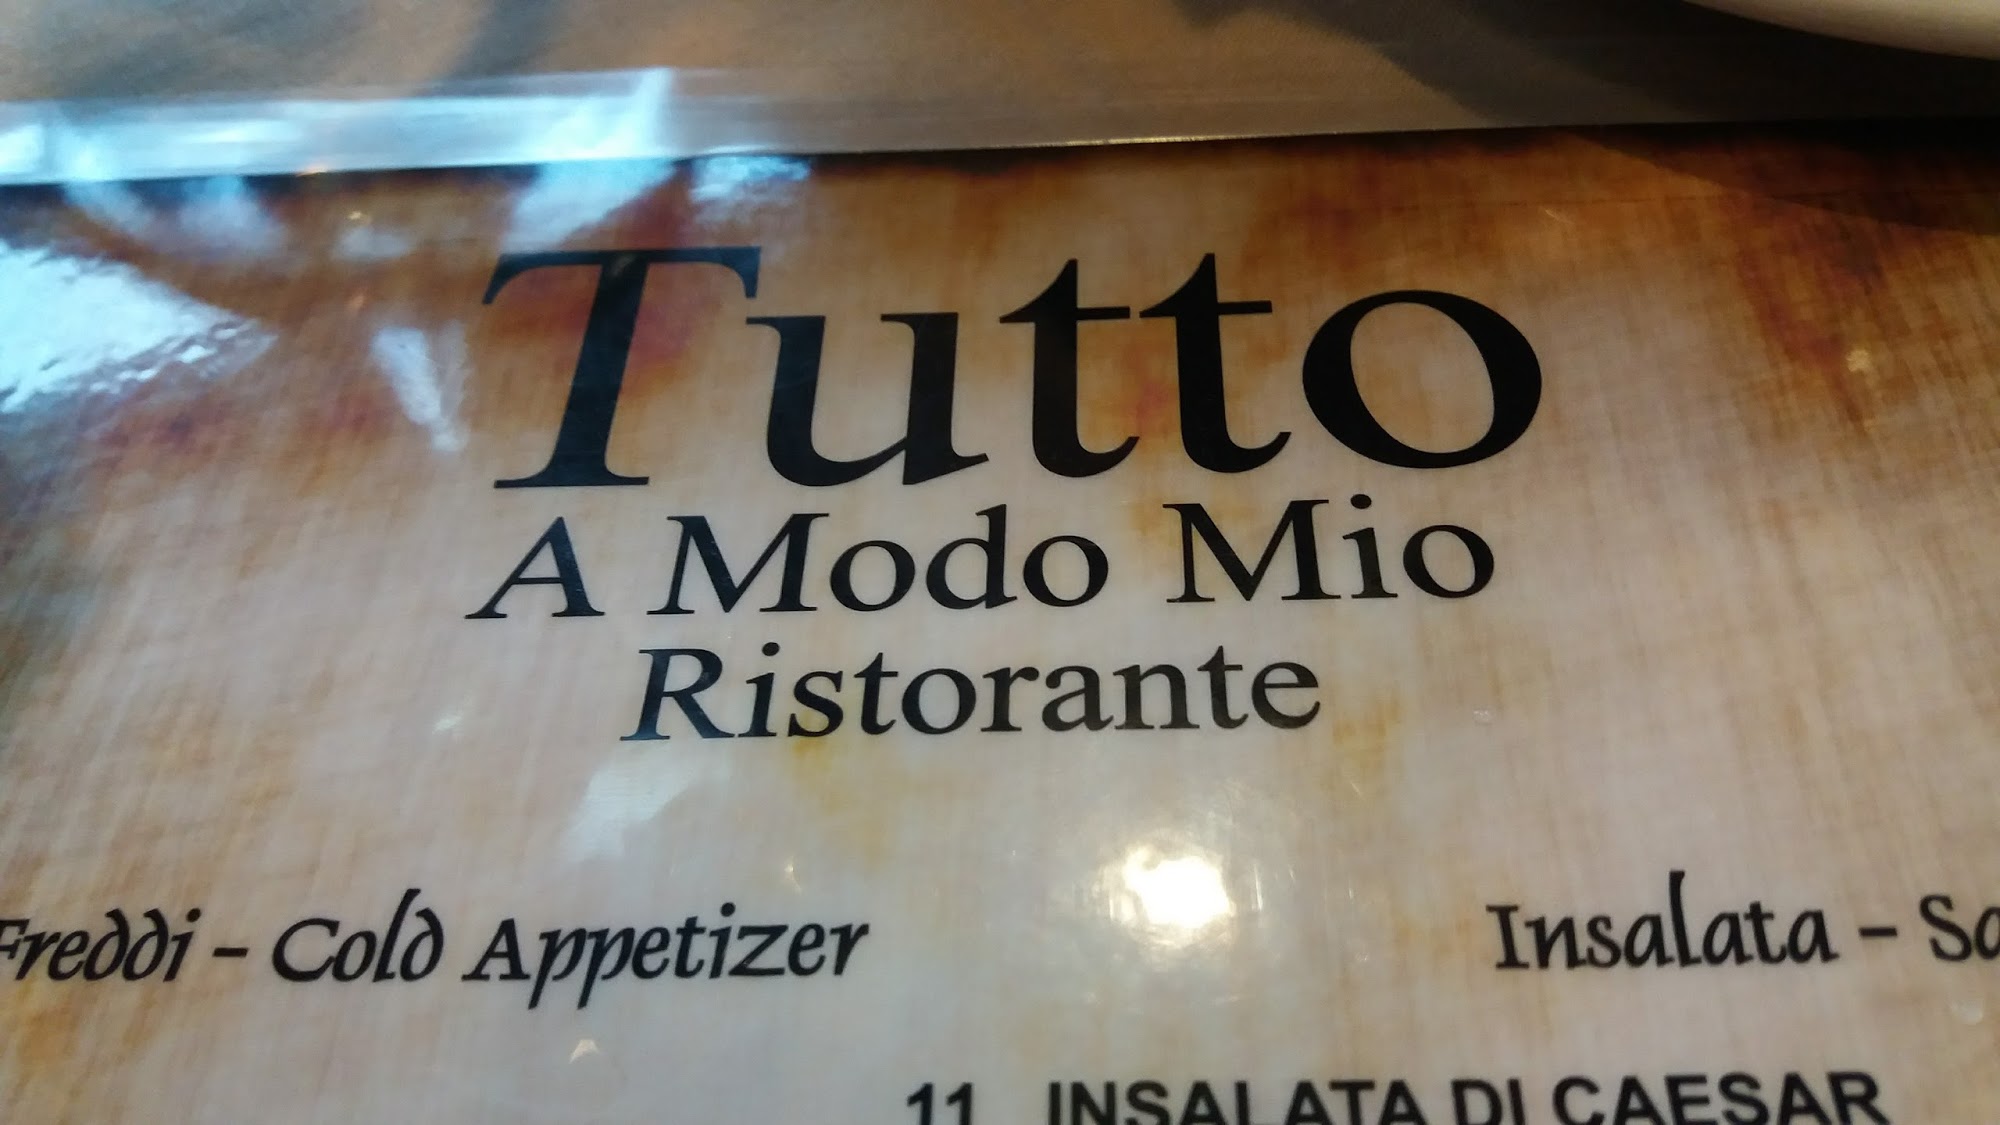 Tutto
A Modo Mio
Ristorante
Freddi - Cold Appetizer
Insalata -
11 INSALATA DI CAESAR